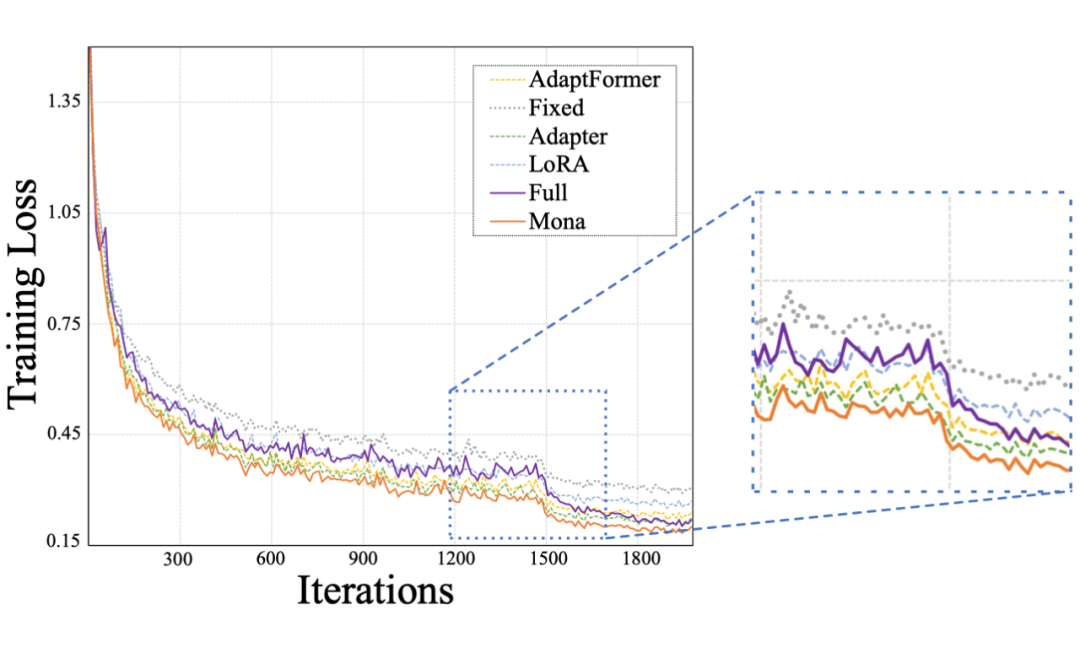 Training Loss
1.35
1.05
0.75
0.45
0.15
AdaptFormer
Fixed
Adapter
LoRA
Full
Mona
300 600 900 1200 1500 1800
Iterations